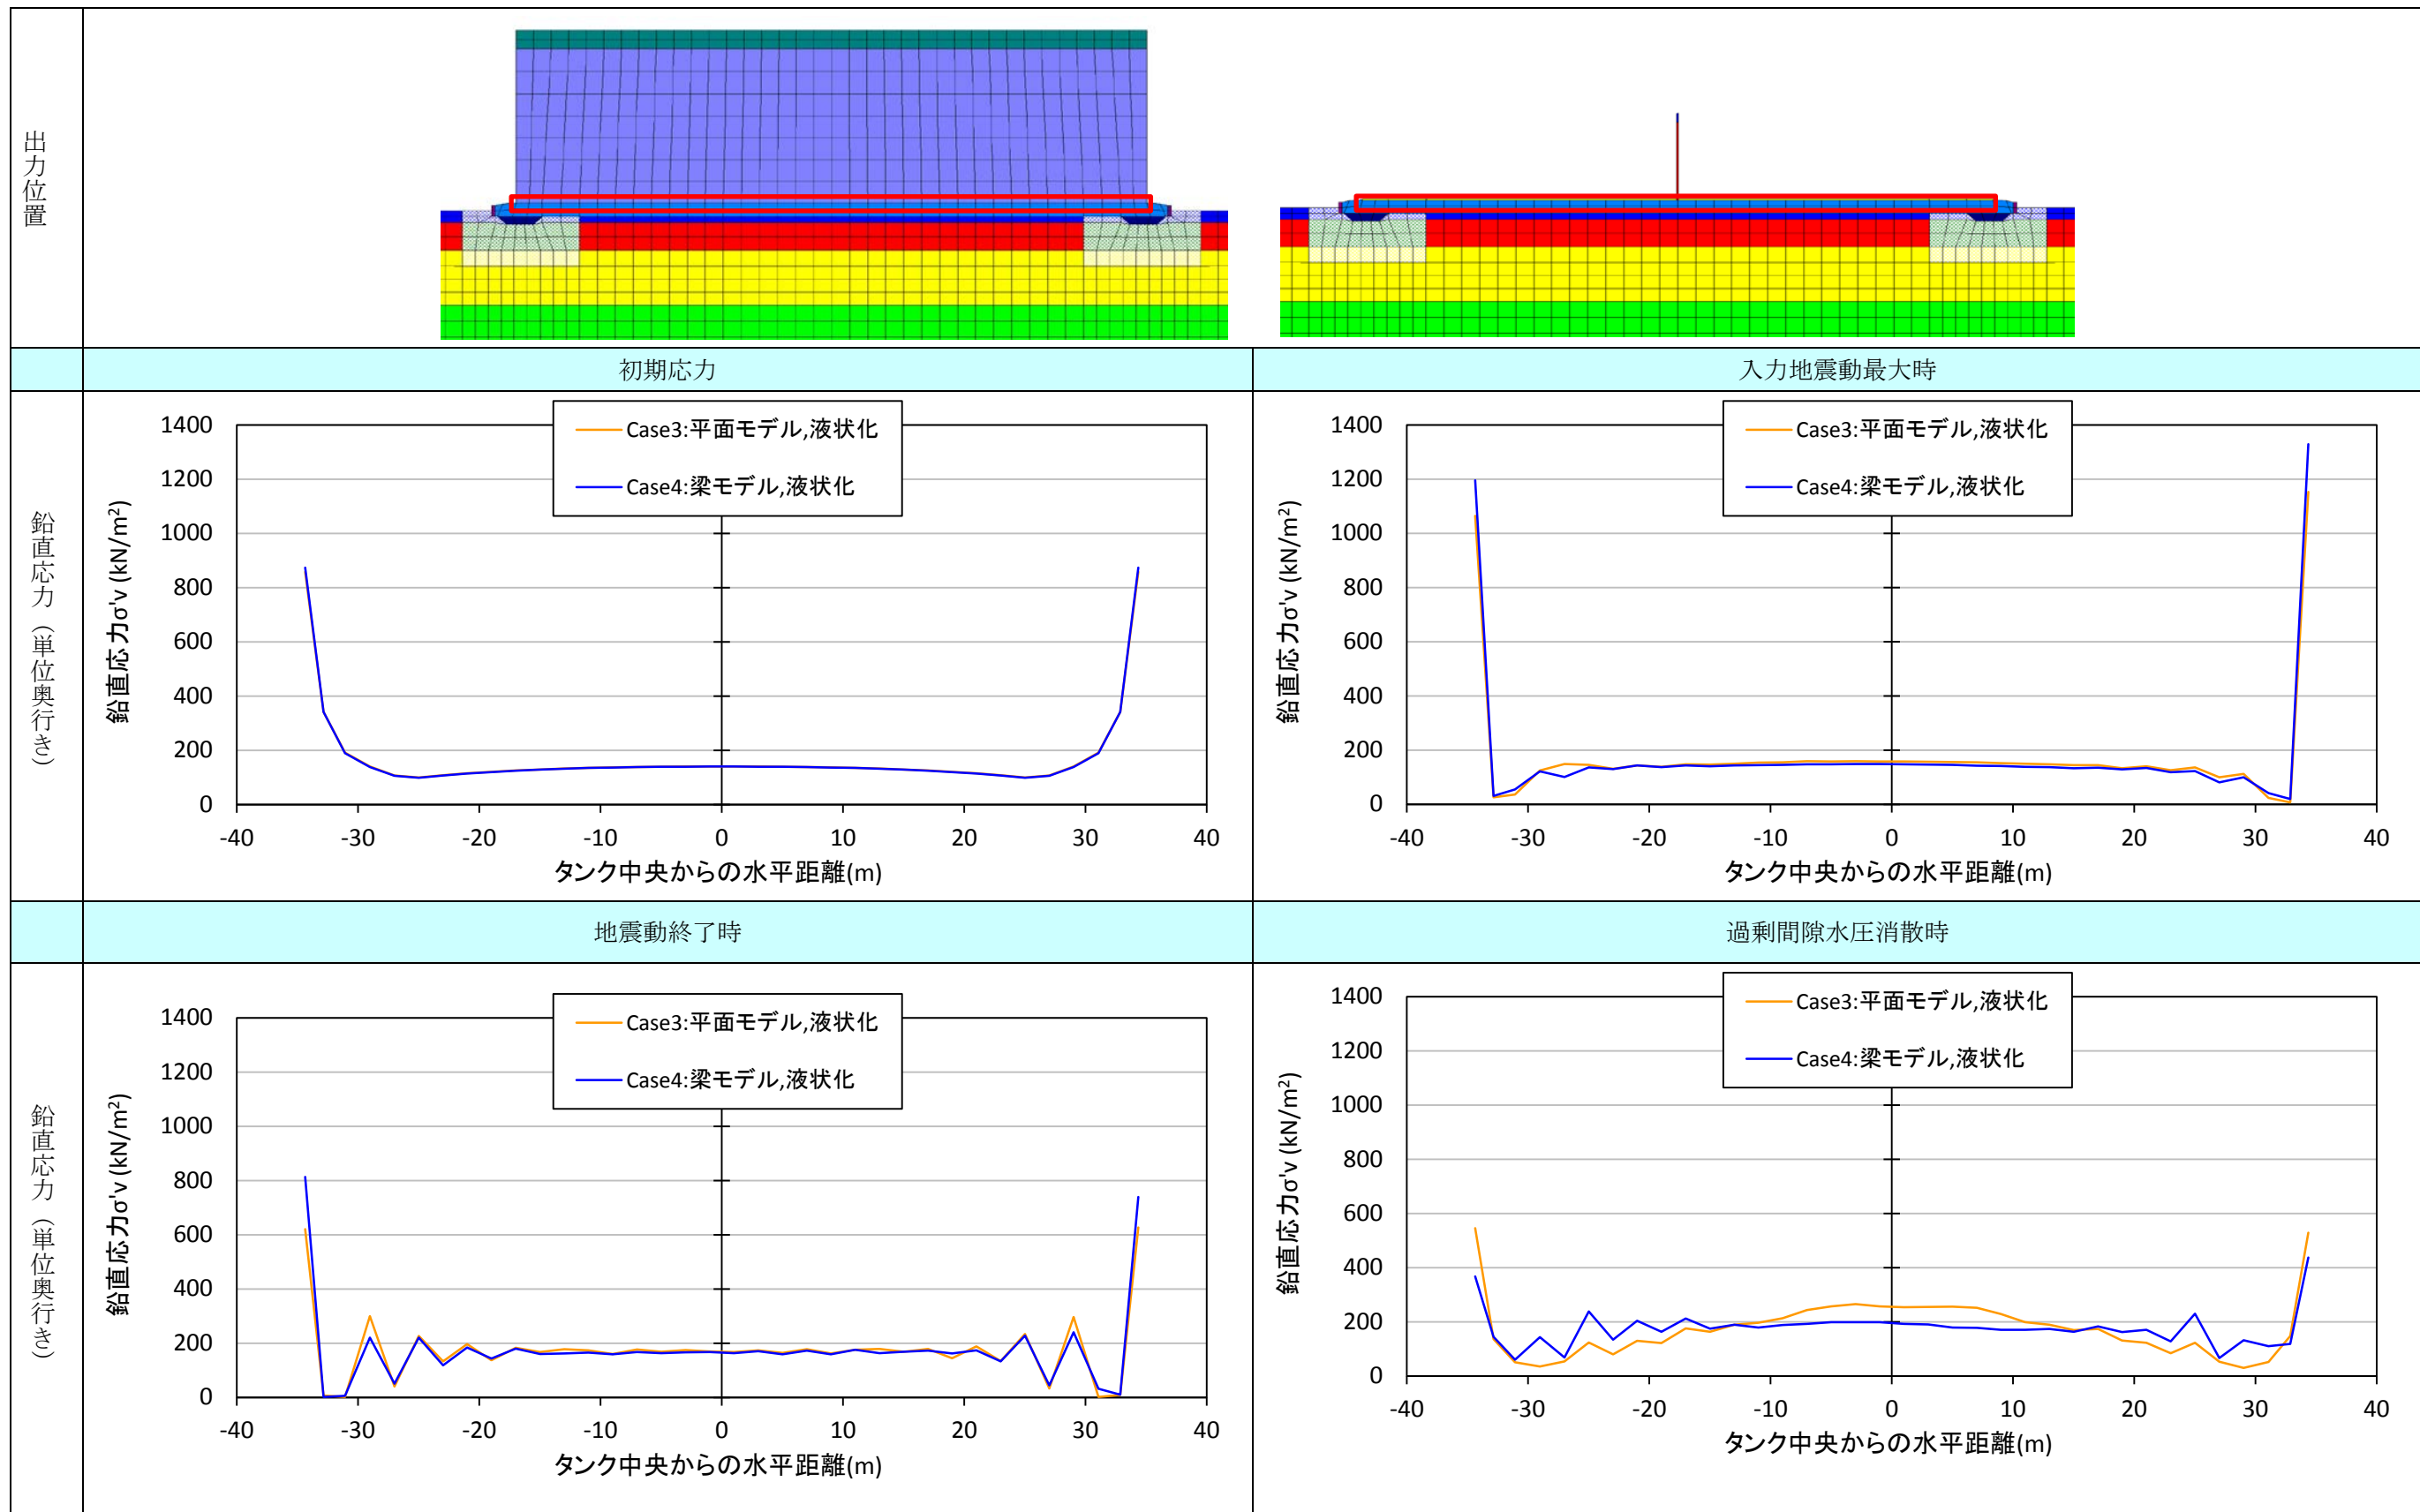 出力位置
初期応力
入力地震動最大時
鉛直応力（単位奥行き）
鉛直応力σ'v (kN/m²)
1400
1200
1000
800
600
400
200
0
Case3:平面モデル,液状化
Case4:梁モデル,液状化
-40 -30 -20 -10 0 10 20 30 40
タンク中央からの水平距離(m)
鉛直応力σ'v (kN/m²)
1400
1200
1000
800
600
400
200
0
Case3:平面モデル,液状化
Case4:梁モデル,液状化
-40 -30 -20 -10 0 10 20 30 40
タンク中央からの水平距離(m)
地震動終了時
過剰間隙水圧消散時
鉛直応力（単位奥行き）
鉛直応力σ'v (kN/m²)
1400
1200
1000
800
600
400
200
0
Case3:平面モデル,液状化
Case4:梁モデル,液状化
-40 -30 -20 -10 0 10 20 30 40
タンク中央からの水平距離(m)
鉛直応力σ'v (kN/m²)
1400
1200
1000
800
600
400
200
0
Case3:平面モデル,液状化
Case4:梁モデル,液状化
-40 -30 -20 -10 0 10 20 30 40
タンク中央からの水平距離(m)